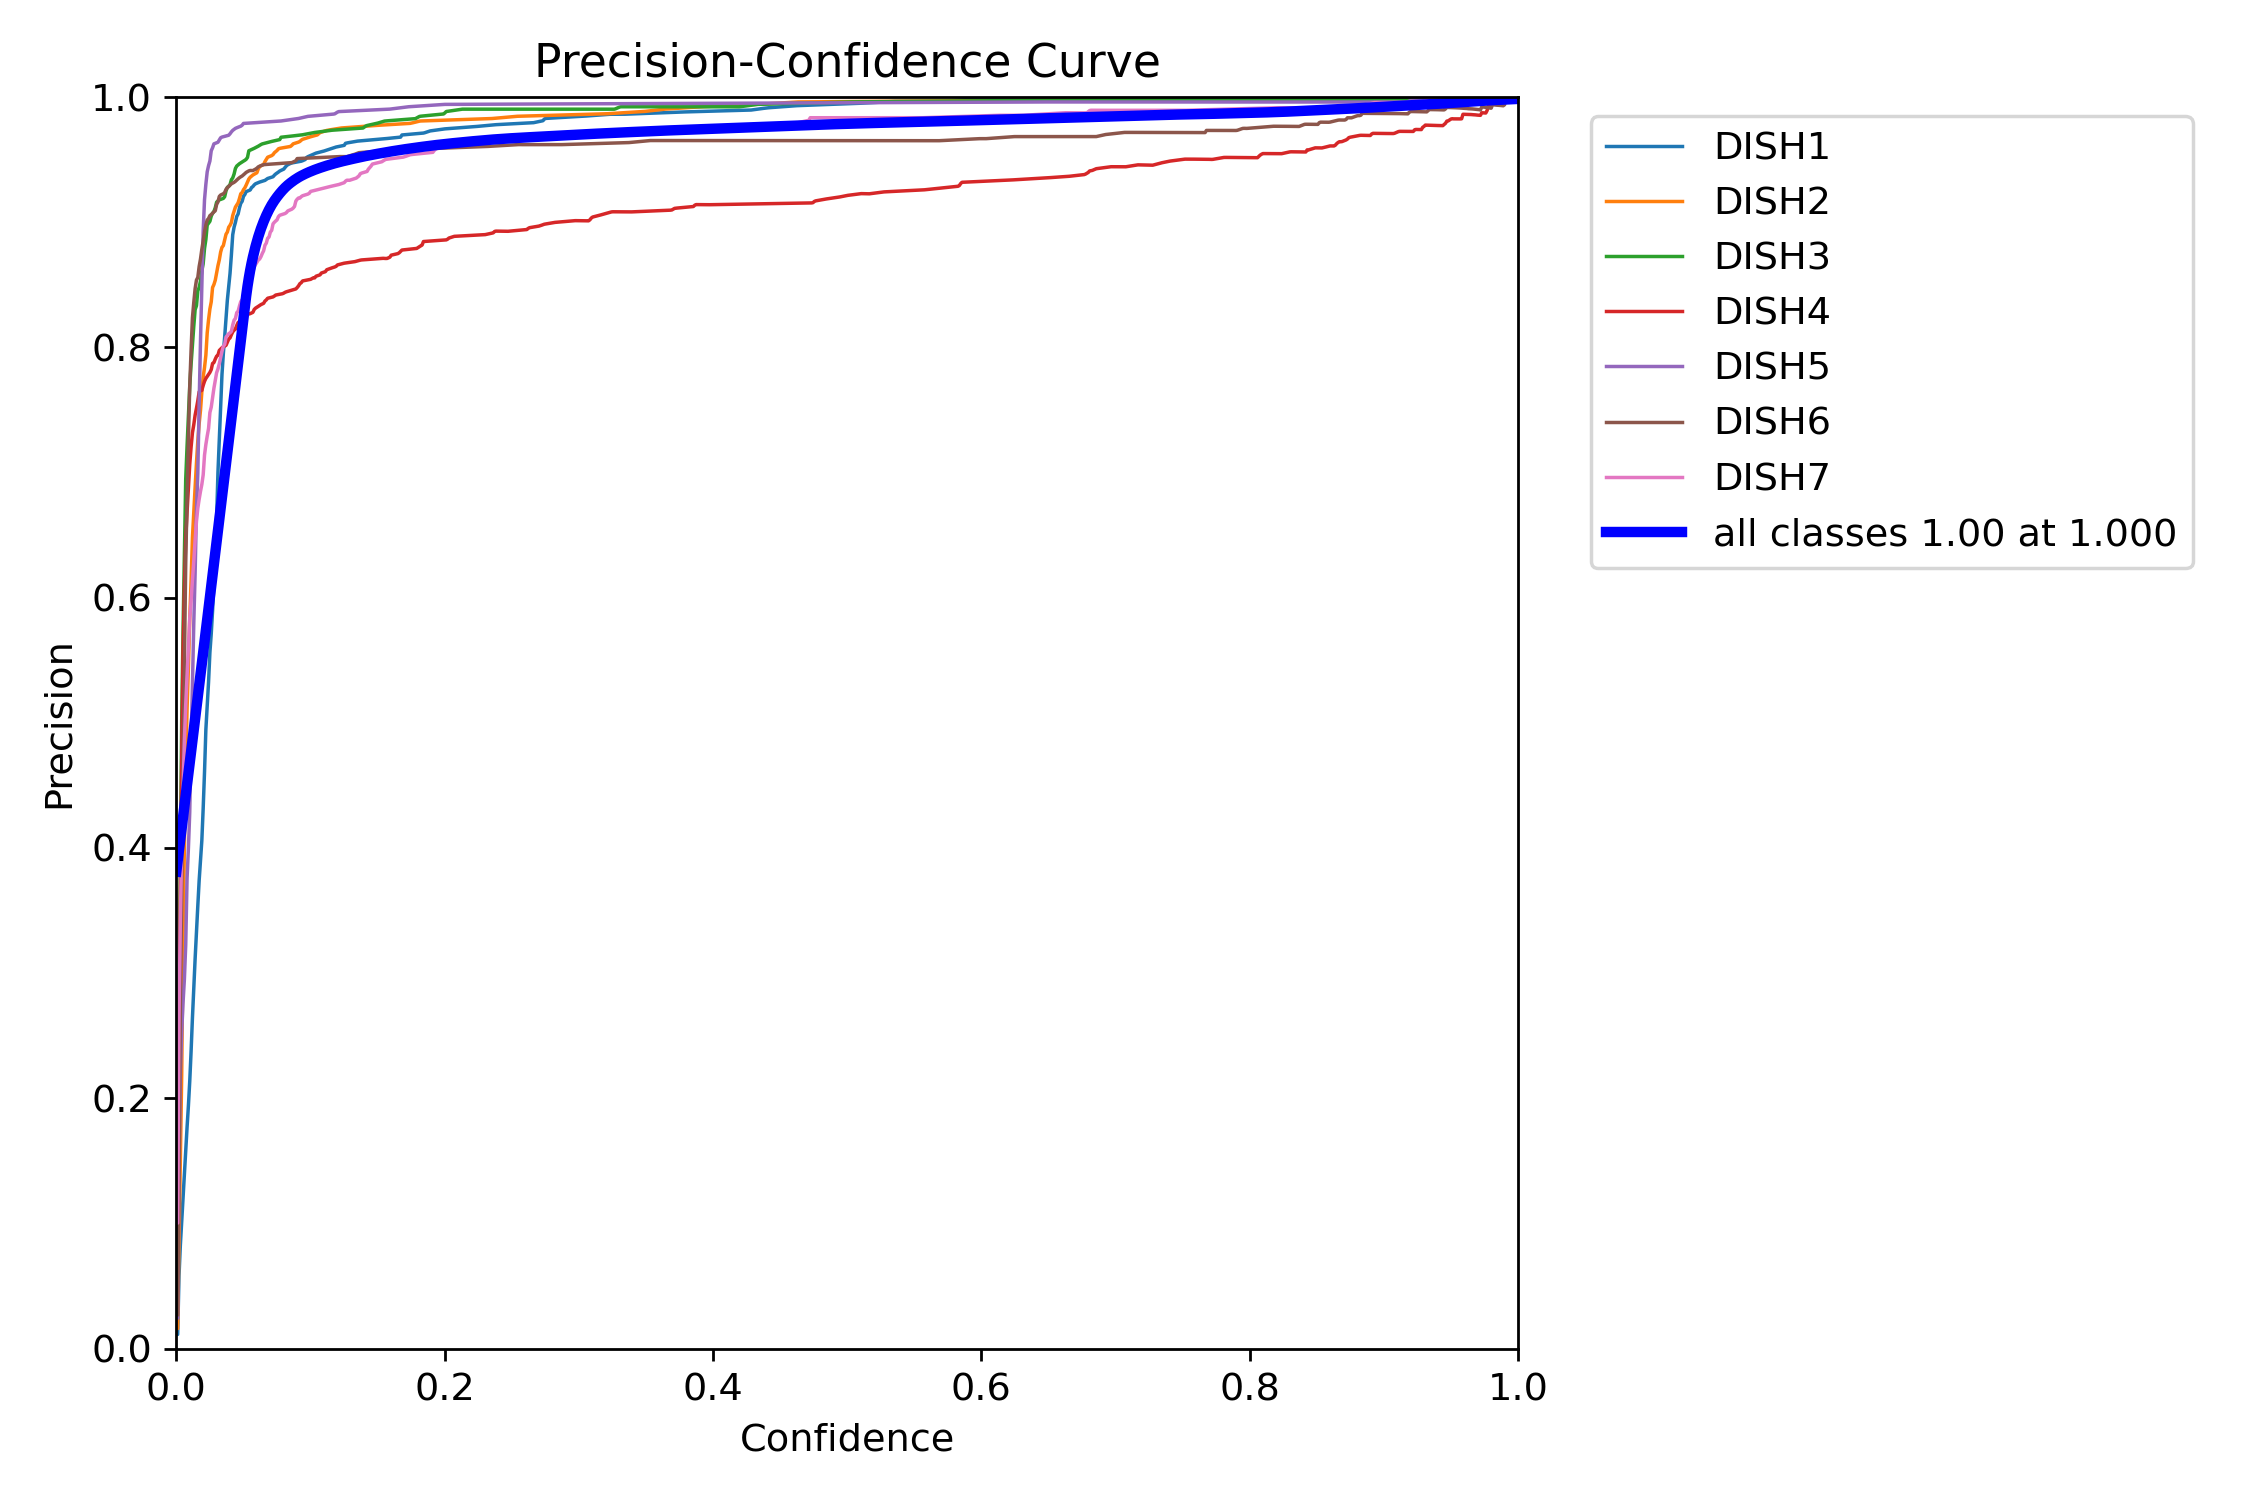 Precision-Confidence Curve
1.0
0.8
0.6
0.4
0.2
0.0
Precision
0.0 0.2 0.4 0.6 0.8 1.0
Confidence
DISH1
DISH2
DISH3
DISH4
DISH5
DISH6
DISH7
all classes 1.00 at 1.000